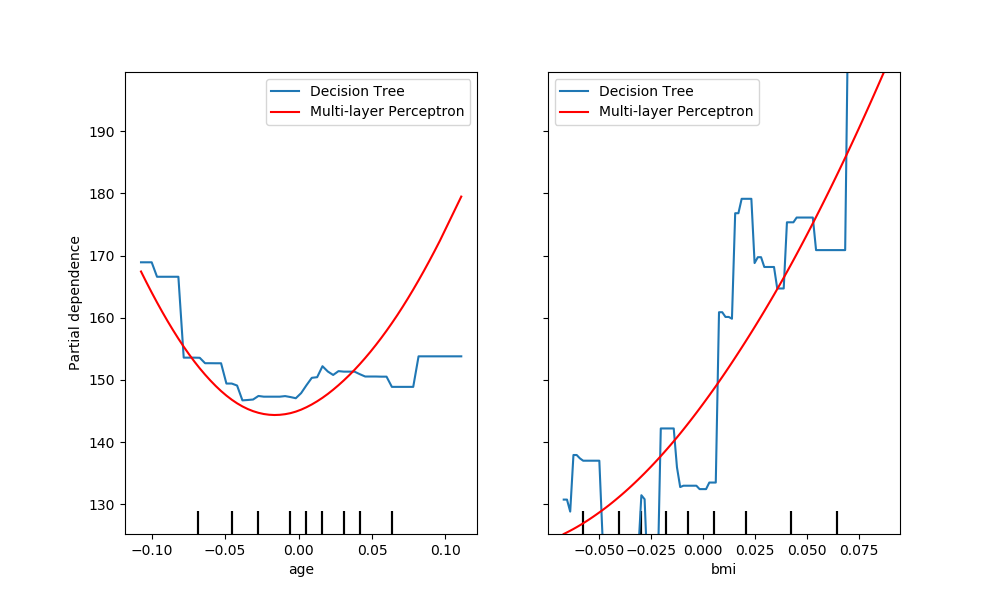 Decision Tree
Multi-layer Perceptron
Decision Tree
Multi-layer Perceptron
Partial dependence
190
180
170
160
150
140
130
−0.10 −0.05 0.00 0.05 0.10
age
−0.050 −0.025 0.000 0.025 0.050 0.075
bmi